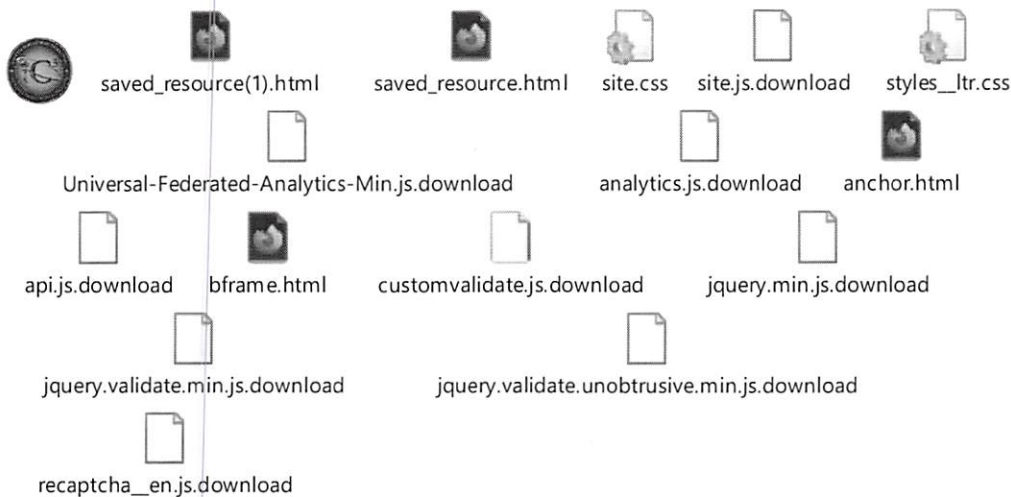 C
saved_resource(1).html saved_resource.html site.css site.js.download styles__ltr.css
Universal-Federated-Analytics-Min.js.download analytics.js.download anchor.html
api.js.download bframe.html customvalidate.js.download jquery.min.js.download
jquery.validate.min.js.download jquery.validate.unobtrusive.min.js.download
recaptcha__en.js.download